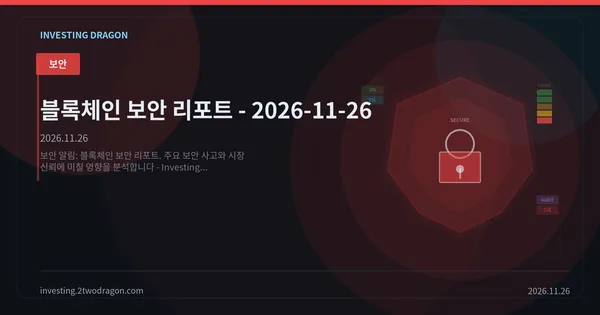 INVESTING DRAGON
보안
블록체인 보안 리포트 - 2026-11-26
2026.11.26
보안 알림: 블록체인 보안 리포트. 주요 보안 사고와 시장
신뢰에 미칠 영향을 분석합니다 - Investing...
SECURE
AUDIT
investing.2twodragon.com
2026.11.26